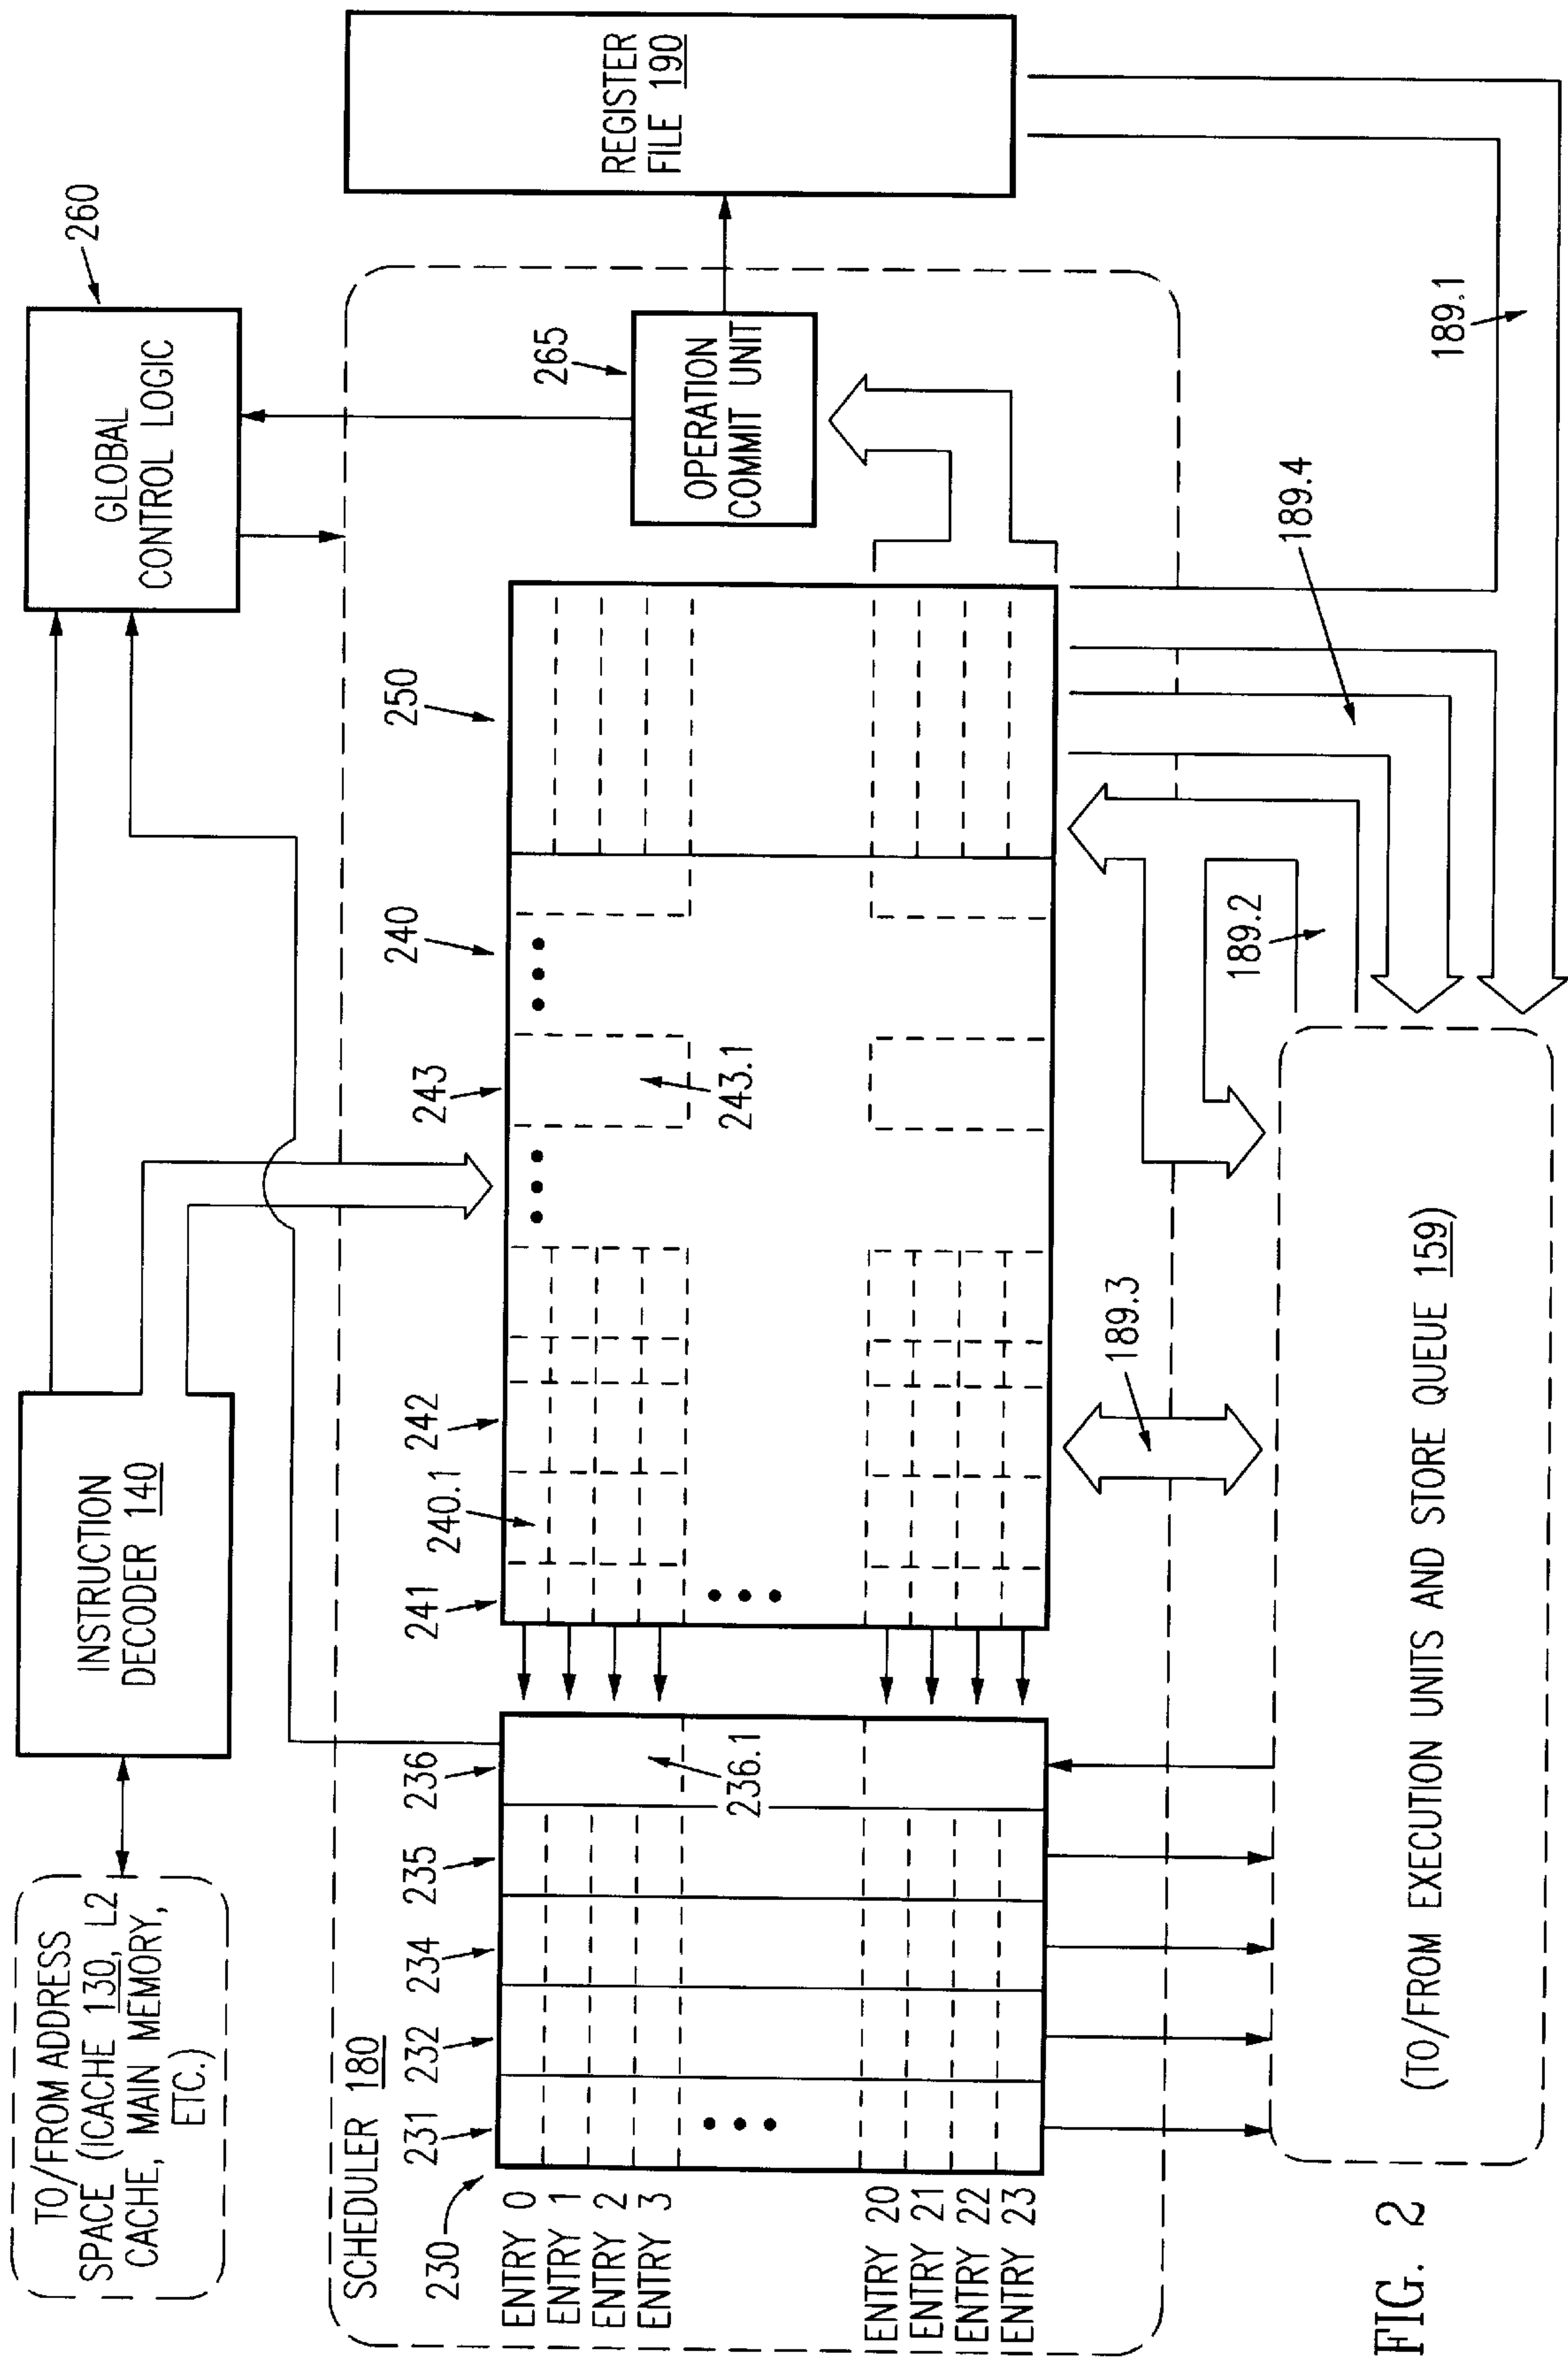 TO/FROM ADDRESS
SPACE (ICACHE 130, L2
CACHE, MAIN MEMORY,
ETC.)
INSTRUCTION
DECODER 140
GLOBAL
CONTROL LOGIC
260
SCHEDULER 180
230
231
232
234
235
236
236.1
241
240.1
242
243
243.1
240
250
265
OPERATION
COMMIT UNIT
REGISTER
FILE 190
ENTRY 0
ENTRY 1
ENTRY 2
ENTRY 3
ENTRY 20
ENTRY 21
ENTRY 22
ENTRY 23
189.3
189.2
189.4
189.1
(TO/FROM EXECUTION UNITS AND STORE QUEUE 159)
FIG. 2